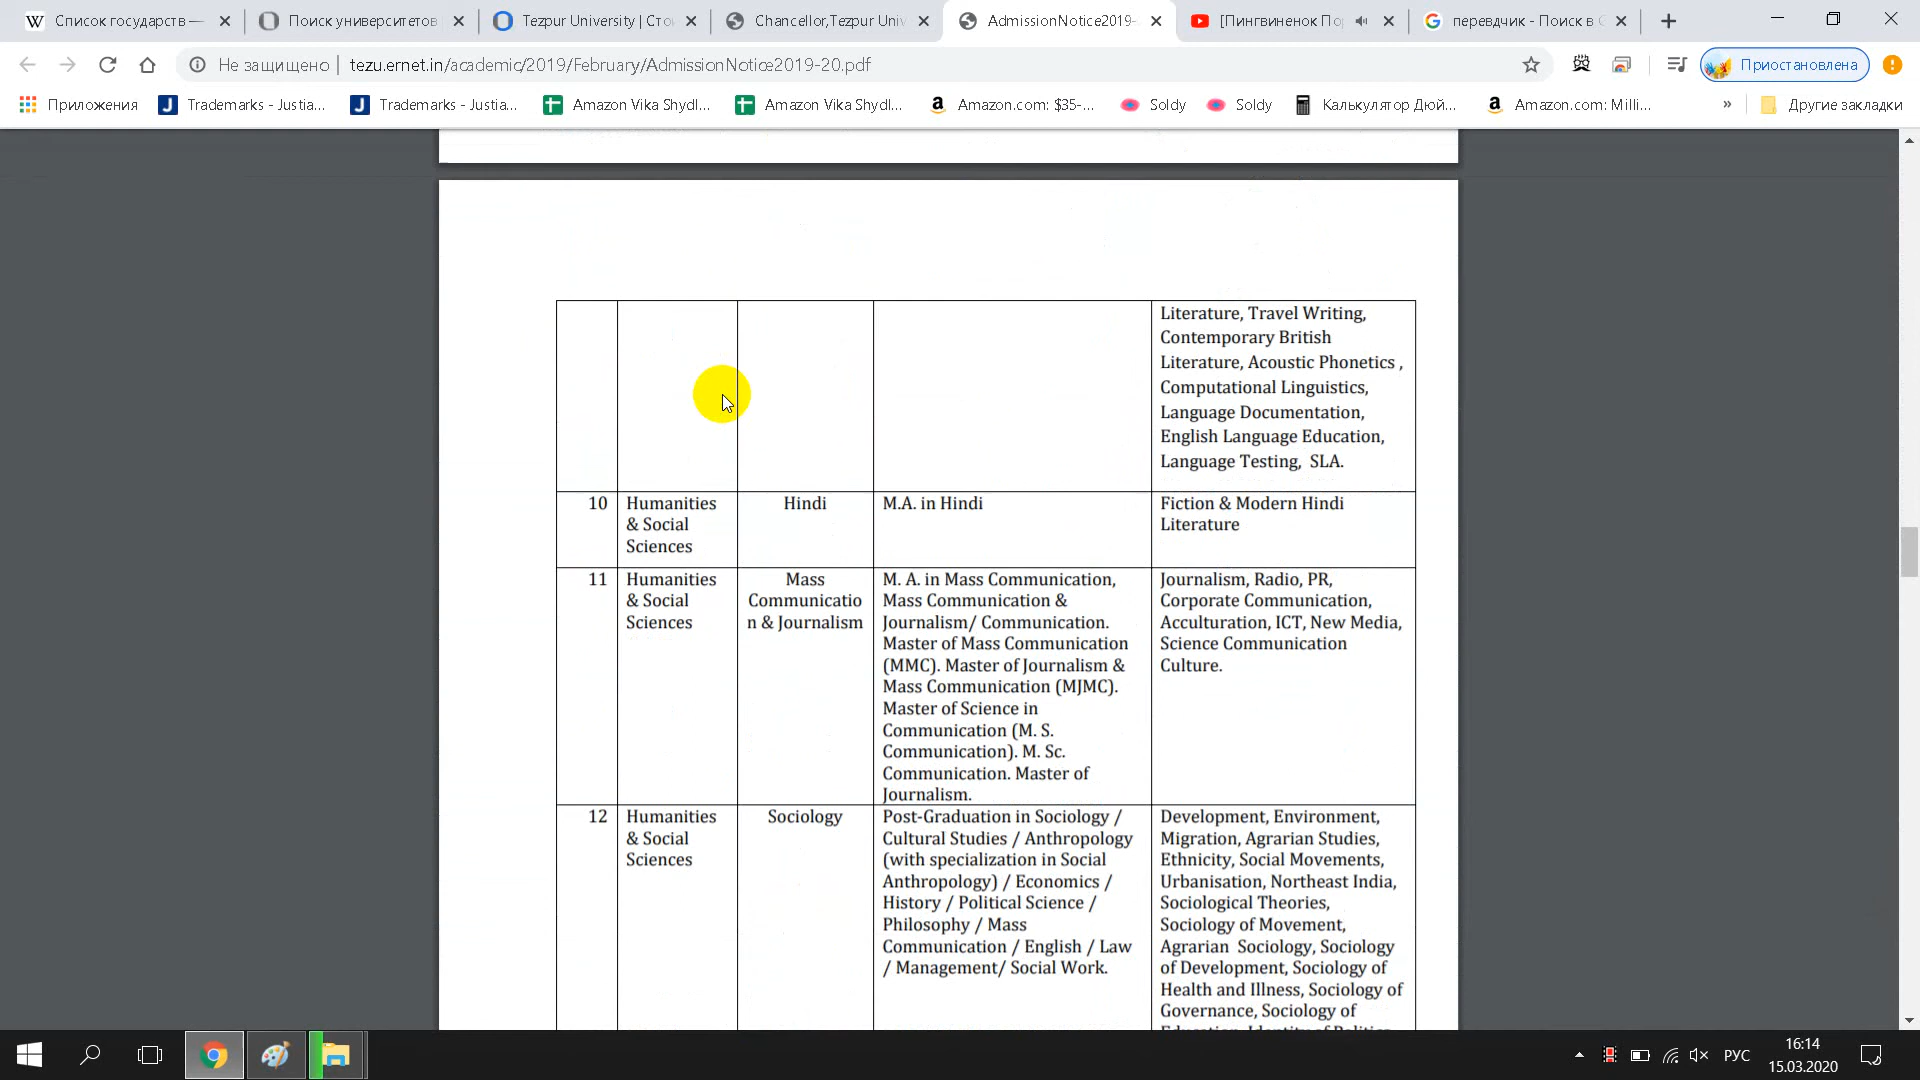 Список государств —
Поиск университетов
Tezpur University | Сто
Chancellor,Tezpur Univ
AdmissionNotice2019-
[Пингвиненок По
перевдчик - Поиск в
Не защищено
tezu.ernet.in/academic/2019/February/AdmissionNotice2019-20.pdf
Приостановлена
Приложения
Trademarks - Justia...
Trademarks - Justia...
Amazon Vika Shydl...
Amazon Vika Shydl...
Amazon.com: $35-...
Soldy
Soldy
Калькулятор Дюй...
Amazon.com: Milli...
»
Другие закладки
Literature, Travel Writing,
Contemporary British
Literature, Acoustic Phonetics ,
Computational Linguistics,
Language Documentation,
English Language Education,
Language Testing, SLA.
10
Humanities
& Social
Sciences
Hindi
M.A. in Hindi
Fiction & Modern Hindi
Literature
11
Humanities
& Social
Sciences
Mass
Communicatio
n & Journalism
M. A. in Mass Communication,
Mass Communication &
Journalism/ Communication.
Master of Mass Communication
(MMC). Master of Journalism &
Mass Communication (MJMC).
Master of Science in
Communication (M. S.
Communication). M. Sc.
Communication. Master of
Journalism.
Journalism, Radio, PR,
Corporate Communication,
Acculturation, ICT, New Media,
Science Communication
Culture.
12
Humanities
& Social
Sciences
Sociology
Post-Graduation in Sociology /
Cultural Studies / Anthropology
(with specialization in Social
Anthropology) / Economics /
History / Political Science /
Philosophy / Mass
Communication / English / Law
/ Management/ Social Work.
Development, Environment,
Migration, Agrarian Studies,
Ethnicity, Social Movements,
Urbanisation, Northeast India,
Sociological Theories,
Sociology of Movement,
Agrarian Sociology, Sociology
of Development, Sociology of
Health and Illness, Sociology of
Governance, Sociology of
РУС
16:14
15.03.2020